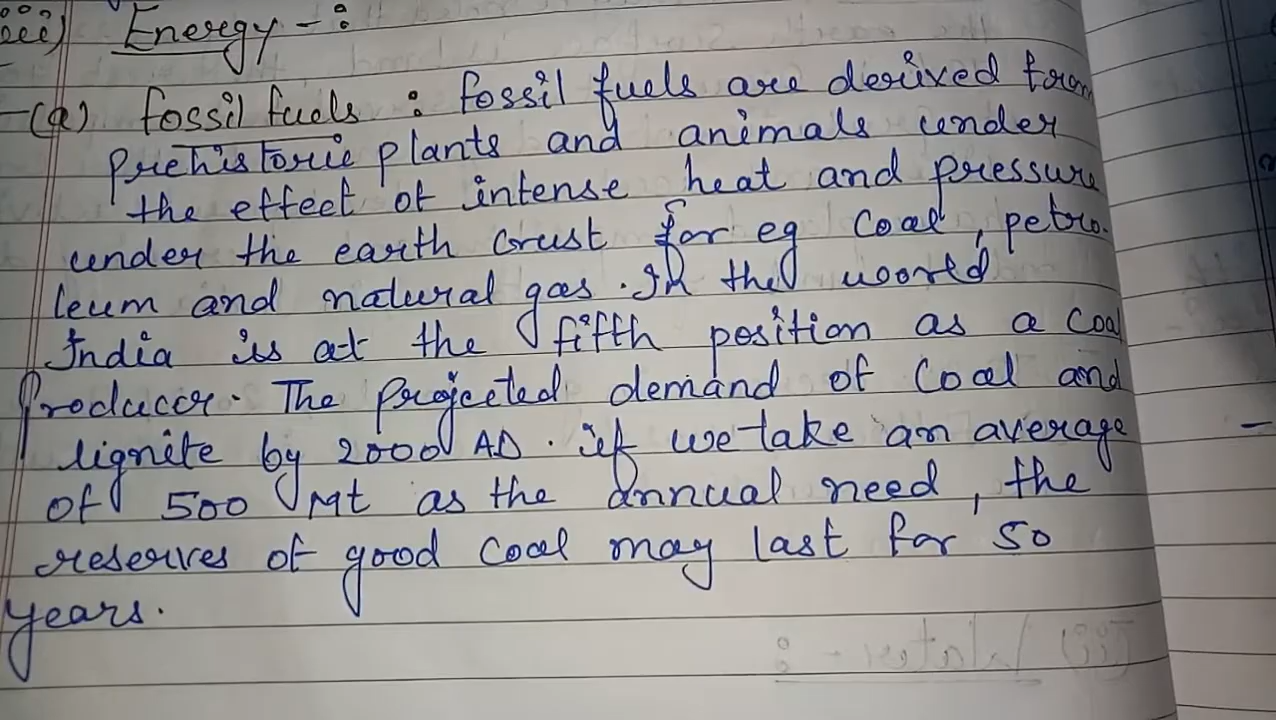 iii) Energy -:
(a) fossil fuels : fossil fuels are derived from
Prehistoric plants and animals under
the effect of intense heat and pressure
under the earth crust for eg coal, petro-
leum and natural gas. In the world
India is at the fifth position as a coal
Producer. The projected demand of coal and
lignite by 2000 AD. if we take an average
of 500 Mt as the annual need, the
reserves of good coal may last for 50
years.